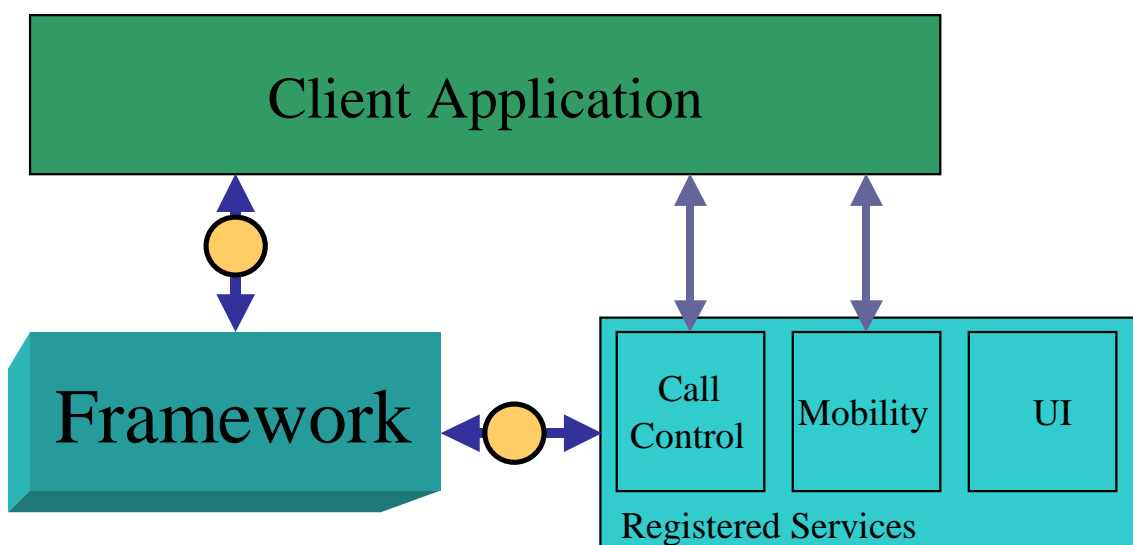 Client Application
Framework
Call
Control
Mobility
UI
Registered Services